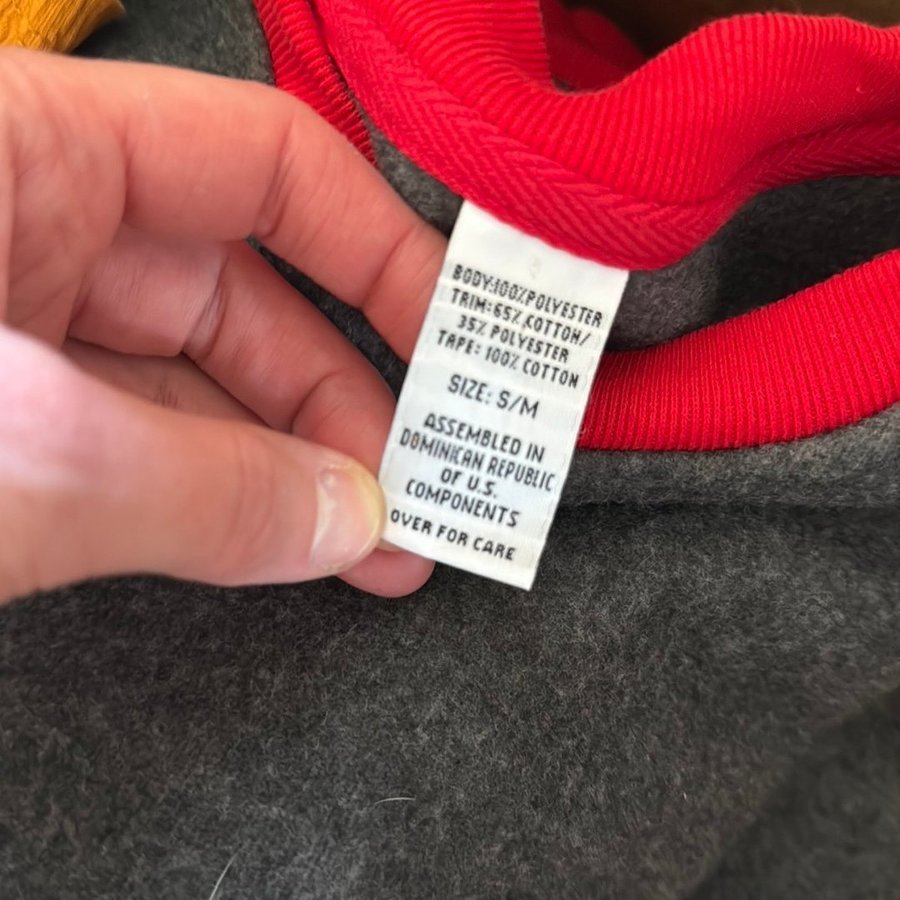 BODY:100%POLYESTER
TRIM:65%COTTON/
35% POLYESTER
TAPE: 100% COTTON
SIZE: S/M
ASSEMBLED IN
DOMINICAN REPUBLIC
OF U.S.
COMPONENTS
OVER FOR CARE